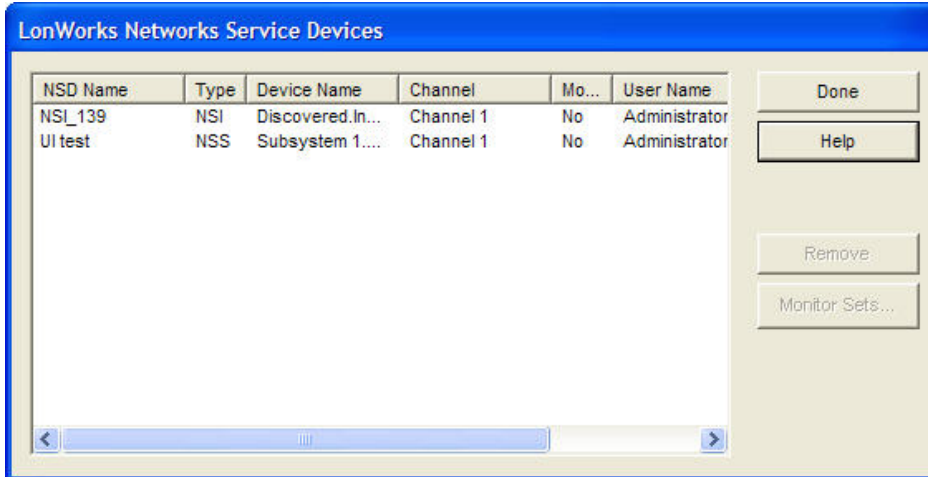 LonWorks Networks Service Devices
NSD Name Type Device Name Channel Mo... User Name
NSI_139 NSI Discovered.In... Channel 1 No Administrator
UI test NSS Subsystem 1.... Channel 1 No Administrator
Done
Help
Remove
Monitor Sets...